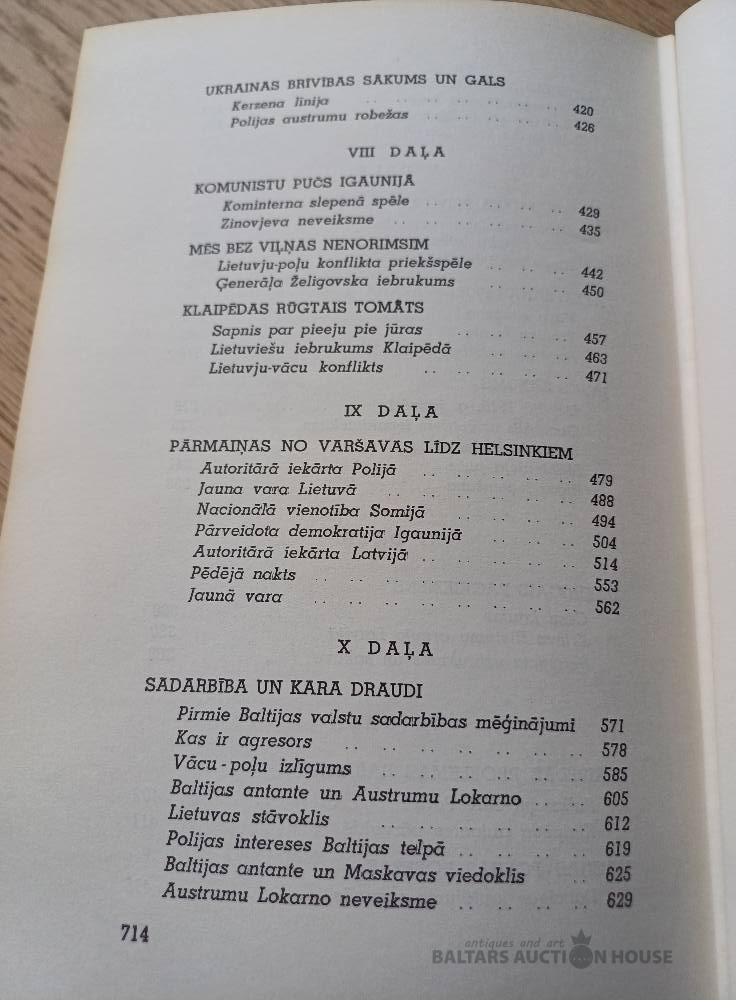 UKRAINAS BRĪVĪBAS SĀKUMS UN GALS
Kerzena līnija .. .. .. .. .. .. 420
Polijas austrumu robežas .. .. .. .. 426
VIII DAĻA
KOMUNISTU PUČS IGAUNIJĀ
Kominterna slepenā spēle .. .. .. .. 429
Zinovjeva neveiksme .. .. .. .. .. 435
MĒS BEZ VIĻŅAS NENORIMSIM
Lietuvju-poļu konflikta priekšspēle .. .. .. 442
Ģenerāļa Želigovska iebrukums .. .. .. 450
KLAIPĒDAS RŪGTAIS TOMĀTS
Sapnis par pieeju pie jūras .. .. .. .. 457
Lietuviešu iebrukums Klaipēdā .. .. .. 463
Lietuvju-vācu konflikts .. .. .. .. 471
IX DAĻA
PĀRMAIŅAS NO VARŠAVAS LĪDZ HELSINKIEM
Autoritārā iekārta Polijā .. .. .. .. 479
Jauna vara Lietuvā .. .. .. .. .. 488
Nacionālā vienotība Somijā .. .. .. 494
Pārveidota demokratija Igaunijā .. .. .. 504
Autoritārā iekārta Latvijā .. .. .. .. 514
Pēdējā nakts .. .. .. .. .. .. 553
Jaunā vara .. .. .. .. .. .. 562
X DAĻA
SADARBĪBA UN KARA DRAUDI
Pirmie Baltijas valstu sadarbības mēģinājumi 571
Kas ir agresors .. .. .. .. .. 578
Vācu-poļu izlīgums .. .. .. .. 585
Baltijas antante un Austrumu Lokarno .. .. 605
Lietuvas stāvoklis .. .. .. .. .. 612
Polijas intereses Baltijas telpā .. .. .. 619
Baltijas antante un Maskavas viedoklis .. 625
Austrumu Lokarno neveiksme .. .. .. 629
714
antiques and art
BALTARS AUCTION HOUSE